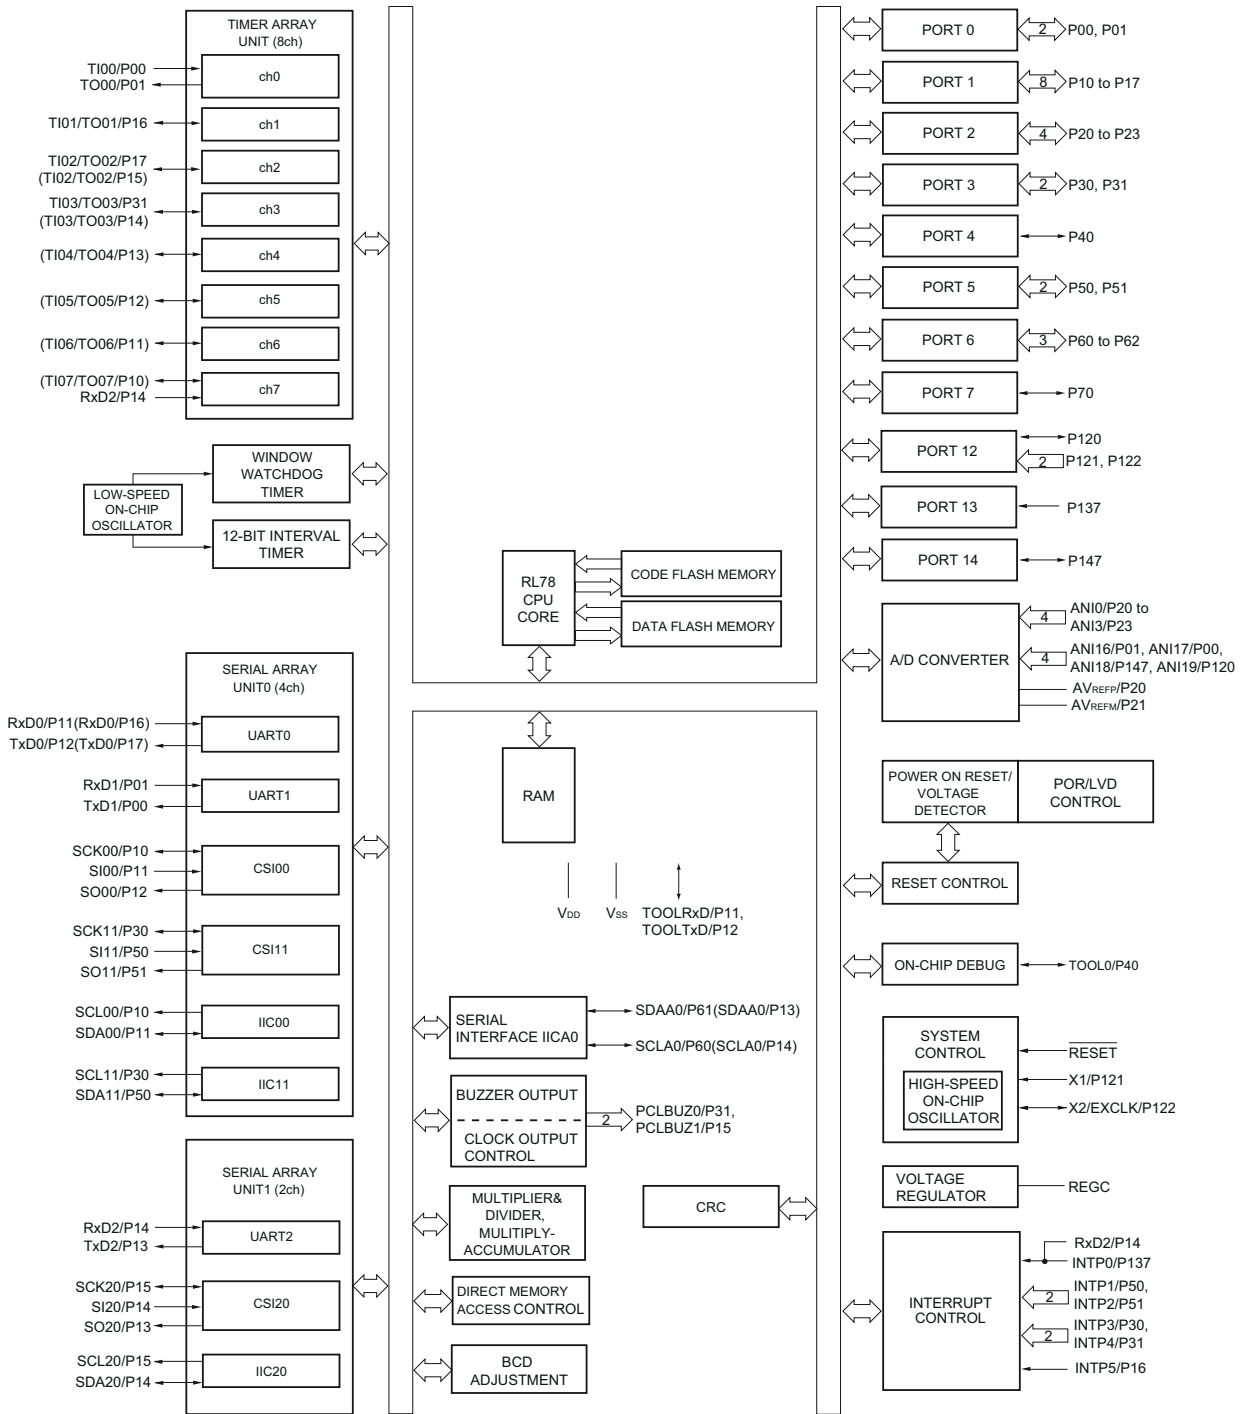 TIMER ARRAY
UNIT (8ch)
TI00/P00
TO00/P01
ch0
TI01/TO01/P16
ch1
TI02/TO02/P17
(TI02/TO02/P15)
ch2
TI03/TO03/P31
(TI03/TO03/P14)
ch3
(TI04/TO04/P13)
ch4
(TI05/TO05/P12)
ch5
(TI06/TO06/P11)
ch6
(TI07/TO07/P10)
RxD2/P14
ch7
WINDOW
WATCHDOG
TIMER
LOW-SPEED
ON-CHIP
OSCILLATOR
12-BIT INTERVAL
TIMER
SERIAL ARRAY
UNIT0 (4ch)
RxD0/P11(RxD0/P16)
TxD0/P12(TxD0/P17)
UART0
RxD1/P01
TxD1/P00
UART1
SCK00/P10
SI00/P11
SO00/P12
CSI00
SCK11/P30
SI11/P50
SO11/P51
CSI11
SCL00/P10
SDA00/P11
IIC00
SCL11/P30
SDA11/P50
IIC11
SERIAL ARRAY
UNIT1 (2ch)
RxD2/P14
TxD2/P13
UART2
SCK20/P15
SI20/P14
SO20/P13
CSI20
SCL20/P15
SDA20/P14
IIC20
RL78
CPU
CORE
CODE FLASH MEMORY
DATA FLASH MEMORY
RAM
VDD
VSS
TOOLRxD/P11,
TOOLTxD/P12
SERIAL
INTERFACE IICA0
SDAA0/P61(SDAA0/P13)
SCLA0/P60(SCLA0/P14)
BUZZER OUTPUT
CLOCK OUTPUT
CONTROL
2
PCLBUZ0/P31,
PCLBUZ1/P15
MULTIPLIER&
DIVIDER,
MULITIPLY-
ACCUMULATOR
DIRECT MEMORY
ACCESS CONTROL
BCD
ADJUSTMENT
CRC
PORT 0
2
P00, P01
PORT 1
8
P10 to P17
PORT 2
4
P20 to P23
PORT 3
2
P30, P31
PORT 4
P40
PORT 5
2
P50, P51
PORT 6
3
P60 to P62
PORT 7
P70
PORT 12
P120
2
P121, P122
PORT 13
P137
PORT 14
P147
A/D CONVERTER
4
ANI0/P20 to
ANI3/P23
4
ANI16/P01, ANI17/P00,
ANI18/P147, ANI19/P120
AVREFP/P20
AVREFM/P21
POWER ON RESET/
VOLTAGE
DETECTOR
POR/LVD
CONTROL
RESET CONTROL
ON-CHIP DEBUG
TOOL0/P40
SYSTEM
CONTROL
HIGH-SPEED
ON-CHIP
OSCILLATOR
RESET
X1/P121
X2/EXCLK/P122
VOLTAGE
REGULATOR
REGC
INTERRUPT
CONTROL
RxD2/P14
INTP0/P137
2
INTP1/P50,
INTP2/P51
2
INTP3/P30,
INTP4/P31
INTP5/P16